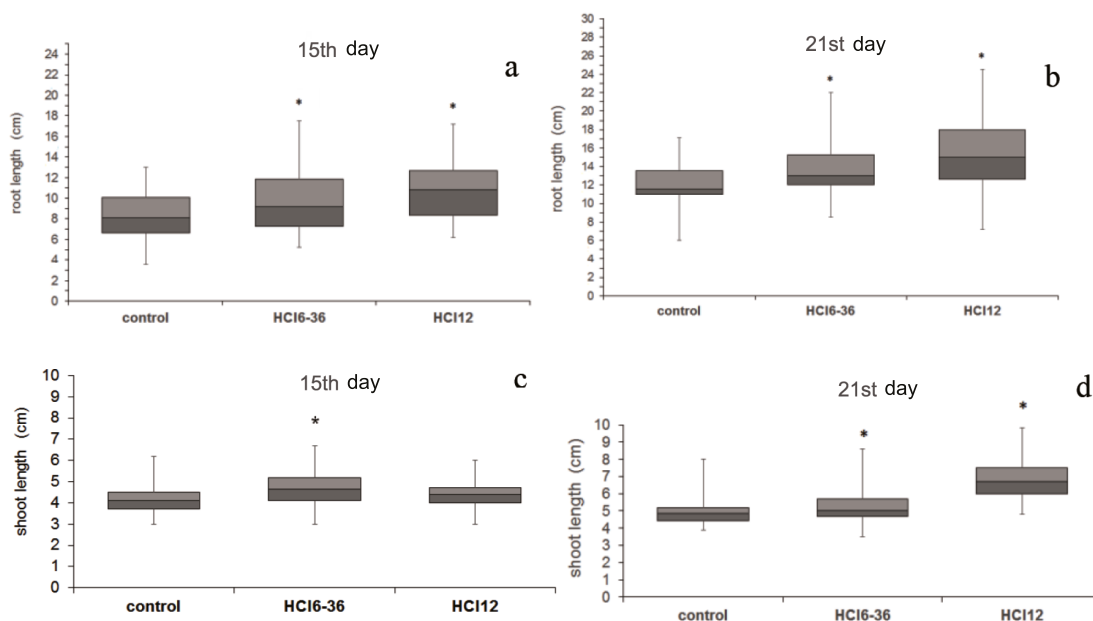 15th day
a
*
*
root length (cm)
24
22
20
18
16
14
12
10
8
6
4
2
0
control
HCl6-36
HCl12
21st day
b
*
*
root length (cm)
30
28
26
24
22
20
18
16
14
12
10
8
6
4
2
0
control
HCl6-36
HCl12
15th day
c
*
shoot length (cm)
10
9
8
7
6
5
4
3
2
1
0
control
HCl6-36
HCl12
21st day
d
*
*
shoot length (cm)
10
9
8
7
6
5
4
3
2
1
0
control
HCl6-36
HCl12